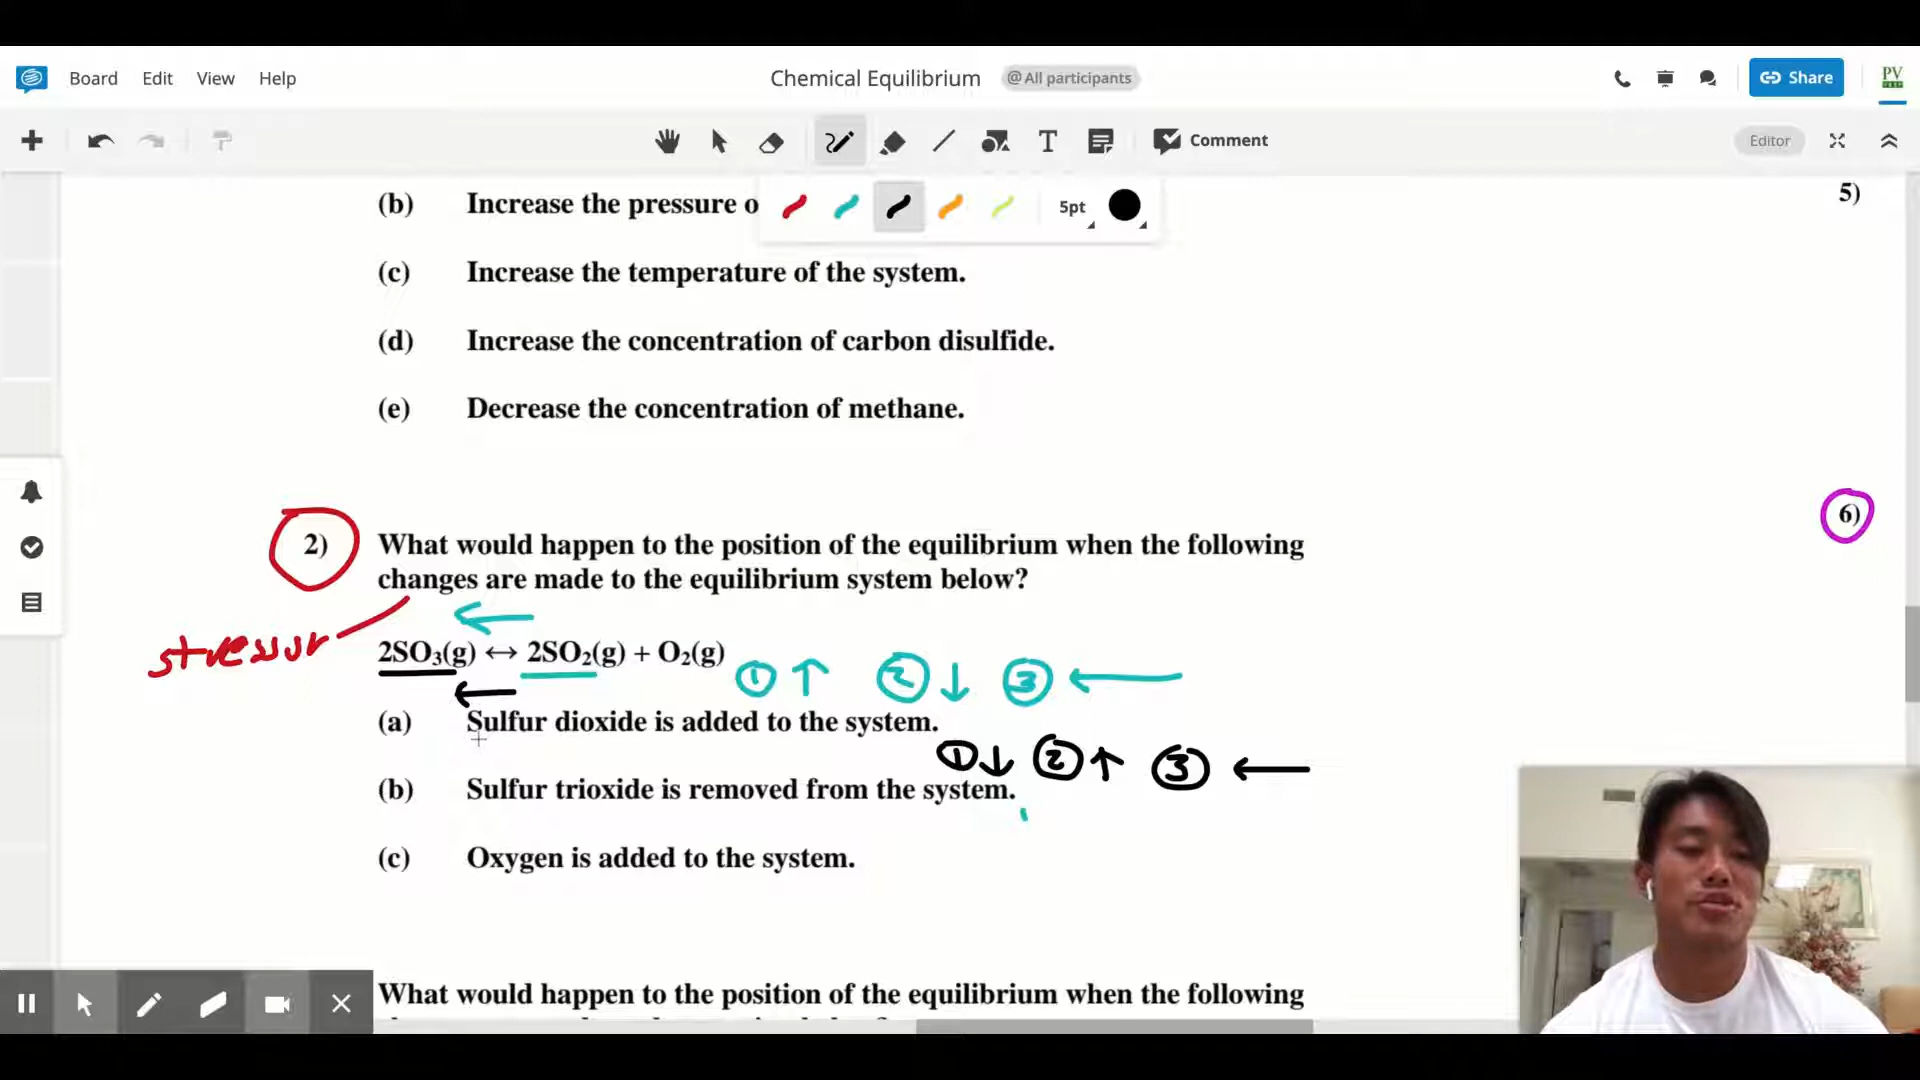 Board Edit View Help Chemical Equilibrium @All participants Share PV PREP
T Comment Editor
5pt
(b) Increase the pressure o
5)
(c) Increase the temperature of the system.
(d) Increase the concentration of carbon disulfide.
(e) Decrease the concentration of methane.
6)
2) What would happen to the position of the equilibrium when the following
changes are made to the equilibrium system below?
←
stressor
2SO₃(g) ↔ 2SO₂(g) + O₂(g)
① ↑ ② ↓ ③ ←
←
(a) Sulfur dioxide is added to the system.
① ↓ ② ↑ ③ ←
(b) Sulfur trioxide is removed from the system.
(c) Oxygen is added to the system.
What would happen to the position of the equilibrium when the following